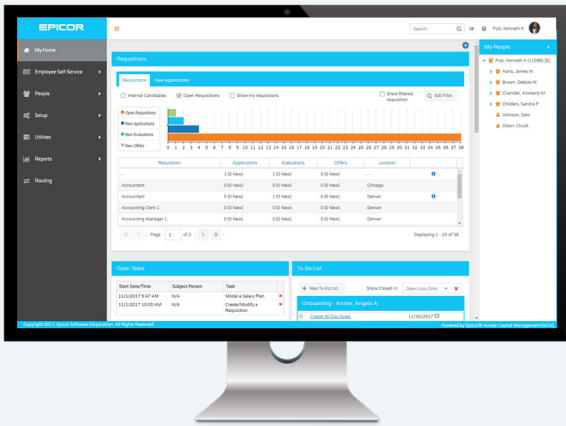 EPICOR
Search
Puls, Kenneth K
My Home
Employee Self-Service
People
Setup
Utilities
Reports
Routing
Requisitions
Requisitions New Applications
Internal Candidates Open Requisitions Show my requisitions Show filtered requisition Edit Filter
Open Requisitions
New Applications
New Evaluations
New Offers
0 1 2 3 4 5 6 7 8 9 10 11 12 13 14 15 16 17 18 19 20 21 22 23 24 25 26 27 28 29 30 31 32 33 34 35 36 37 38
Requisition Applications Evaluations Offers Location
- 1 (0 New) 1 (0 New) 0 (0 New) -
Accountant 0 (0 New) 0 (0 New) 0 (0 New) Chicago
Accountant 9 (0 New) 1 (0 New) 0 (0 New) Denver
Accounting Clerk 1 0 (0 New) 0 (0 New) 0 (0 New) Denver
Accounting Manager 1 0 (0 New) 0 (0 New) 0 (0 New) Denver
Page 1 of 2 Displaying 1 - 25 of 38
Open Tasks
Start Date/Time Subject Person Task
11/1/2017 9:47 AM N/A Model a Salary Plan
11/1/2017 10:00 AM N/A Create/Modify a
Requisition
To-Do List
New To-Do List... Show Closed in: Open Lists Only
Onboarding - Archer, Angela A
Create 90 Day Goals 11/30/2017
My People
Puls, Kenneth A (11098) [6]
Aarts, James W
Brown, Debbie M
Chandler, Kimberly M
Childers, Sandra P
Johnson, Sam
Olson, Chuck
Copyright 2017, Epicor Software Corporation. All Rights Reserved. Powered by Epicor® Human Capital Management (HCM)